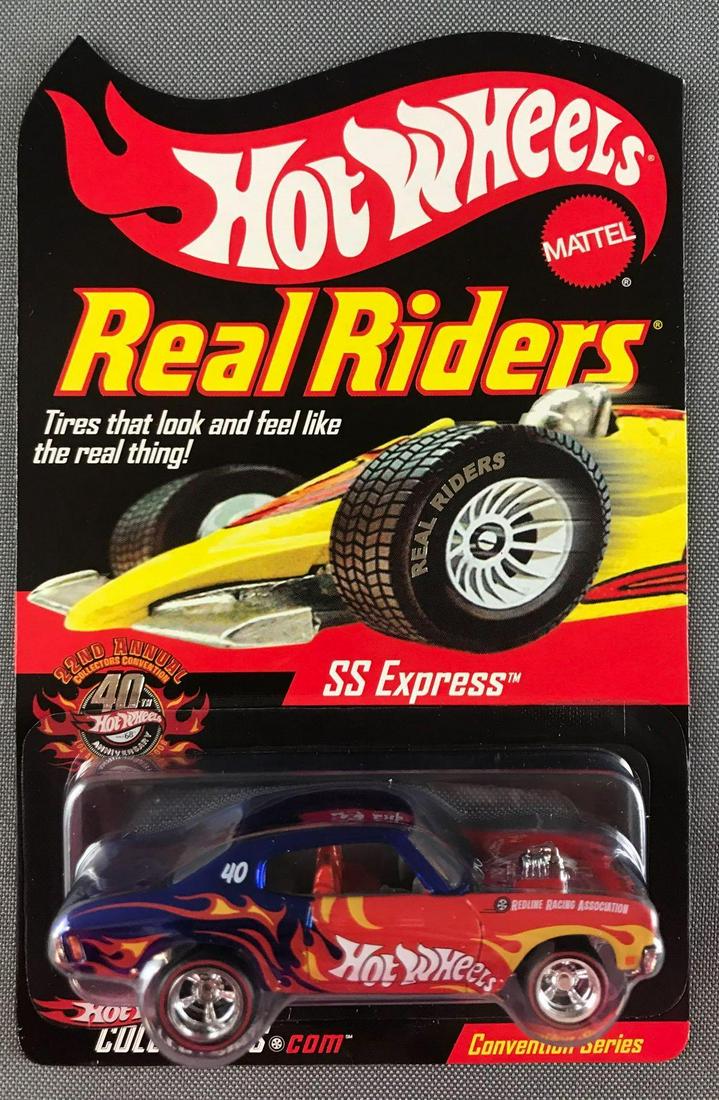 Hot Wheels®
MATTEL®
Real Riders®
Tires that look and feel like
the real thing!
REAL RIDERS
SS Express™
22ND ANNUAL
COLLECTORS CONVENTION
40TH
Hot Wheels
ANNIVERSARY
40
REDLINE RACING ASSOCIATION
Hot Wheels
.com™
Convention Series